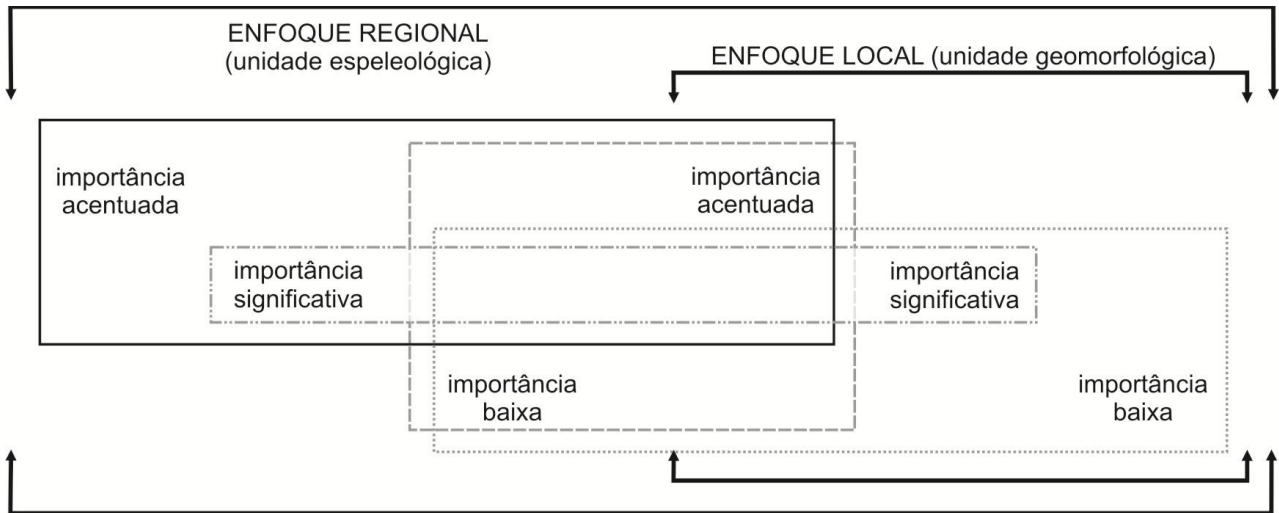 ENFOQUE REGIONAL
(unidade espeleológica)
ENFOQUE LOCAL (unidade geomorfológica)
importância
acentuada
importância
acentuada
importância
significativa
importância
significativa
importância
baixa
importância
baixa